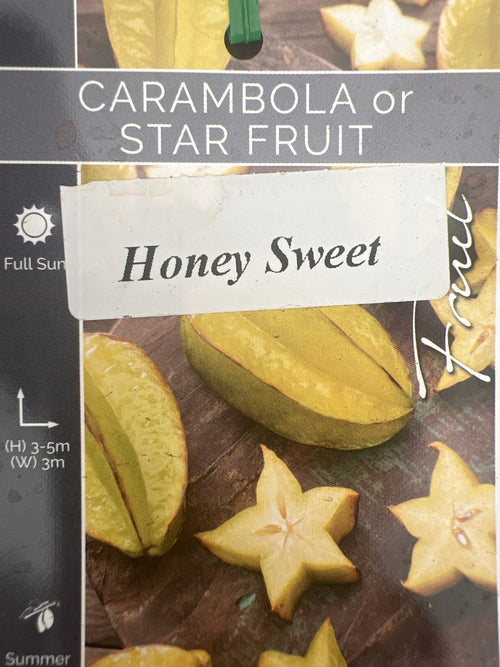 CARAMBOLA or
STAR FRUIT
Full Sun
Honey Sweet
Fruit
(H) 3-5m
(W) 3m
Summer